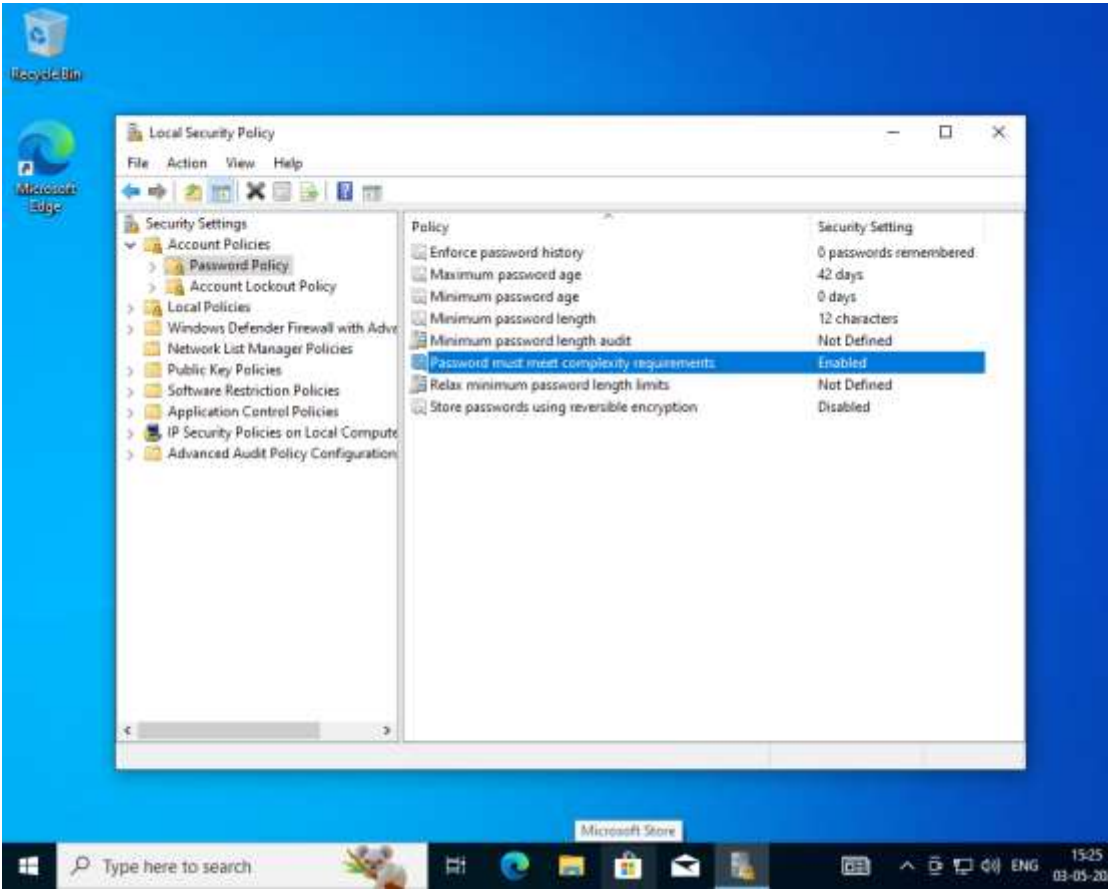 Recycle Bin
Microsoft
Edge
Local Security Policy
File Action View Help
Security Settings
Account Policies
Password Policy
Account Lockout Policy
Local Policies
Windows Defender Firewall with Adva
Network List Manager Policies
Public Key Policies
Software Restriction Policies
Application Control Policies
IP Security Policies on Local Compute
Advanced Audit Policy Configuration
Policy Security Setting
Enforce password history 0 passwords remembered
Maximum password age 42 days
Minimum password age 0 days
Minimum password length 12 characters
Minimum password length audit Not Defined
Password must meet complexity requirements Enabled
Relax minimum password length limits Not Defined
Store passwords using reversible encryption Disabled
Microsoft Store
Type here to search
ENG
15:25
03-05-20